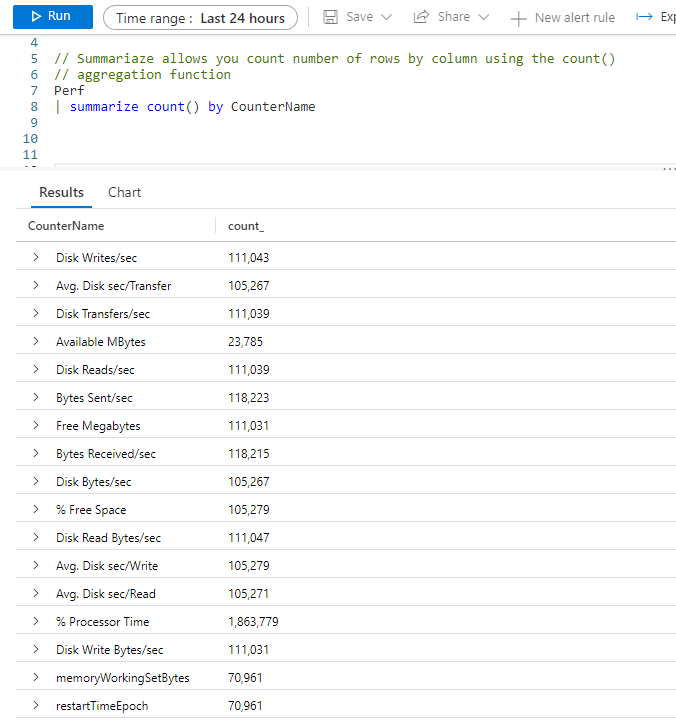 Run Time range : Last 24 hours Save Share New alert rule
4
5 // Summariaze allows you count number of rows by column using the count()
6 // aggregation function
7 Perf
8 | summarize count() by CounterName
9
10
11
Results Chart
CounterName count_
Disk Writes/sec 111,043
Avg. Disk sec/Transfer 105,267
Disk Transfers/sec 111,039
Available MBytes 23,785
Disk Reads/sec 111,039
Bytes Sent/sec 118,223
Free Megabytes 111,031
Bytes Received/sec 118,215
Disk Bytes/sec 105,267
% Free Space 105,279
Disk Read Bytes/sec 111,047
Avg. Disk sec/Write 105,279
Avg. Disk sec/Read 105,271
% Processor Time 1,863,779
Disk Write Bytes/sec 111,031
memoryWorkingSetBytes 70,961
restartTimeEpoch 70,961